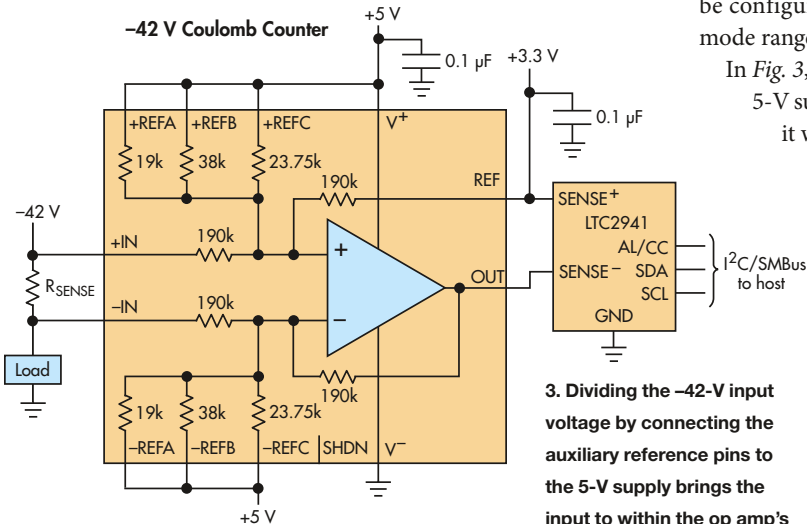 –42 V Coulomb Counter
+5 V
0.1 µF
+3.3 V
0.1 µF
be configur
mode range
In Fig. 3,
5-V su
it w
+REFA
+REFB
+REFC
V+
19k
38k
23.75k
190k
REF
–42 V
+IN
190k
+
RSENSE
–IN
190k
–
OUT
SENSE+
LTC2941
AL/CC
SENSE–
SDA
SCL
GND
I2C/SMBus
to host
Load
190k
19k
38k
23.75k
–REFA
–REFB
–REFC
SHDN
V–
+5 V
3. Dividing the –42-V input
voltage by connecting the
auxiliary reference pins to
the 5-V supply brings the
input to within the op amp’s